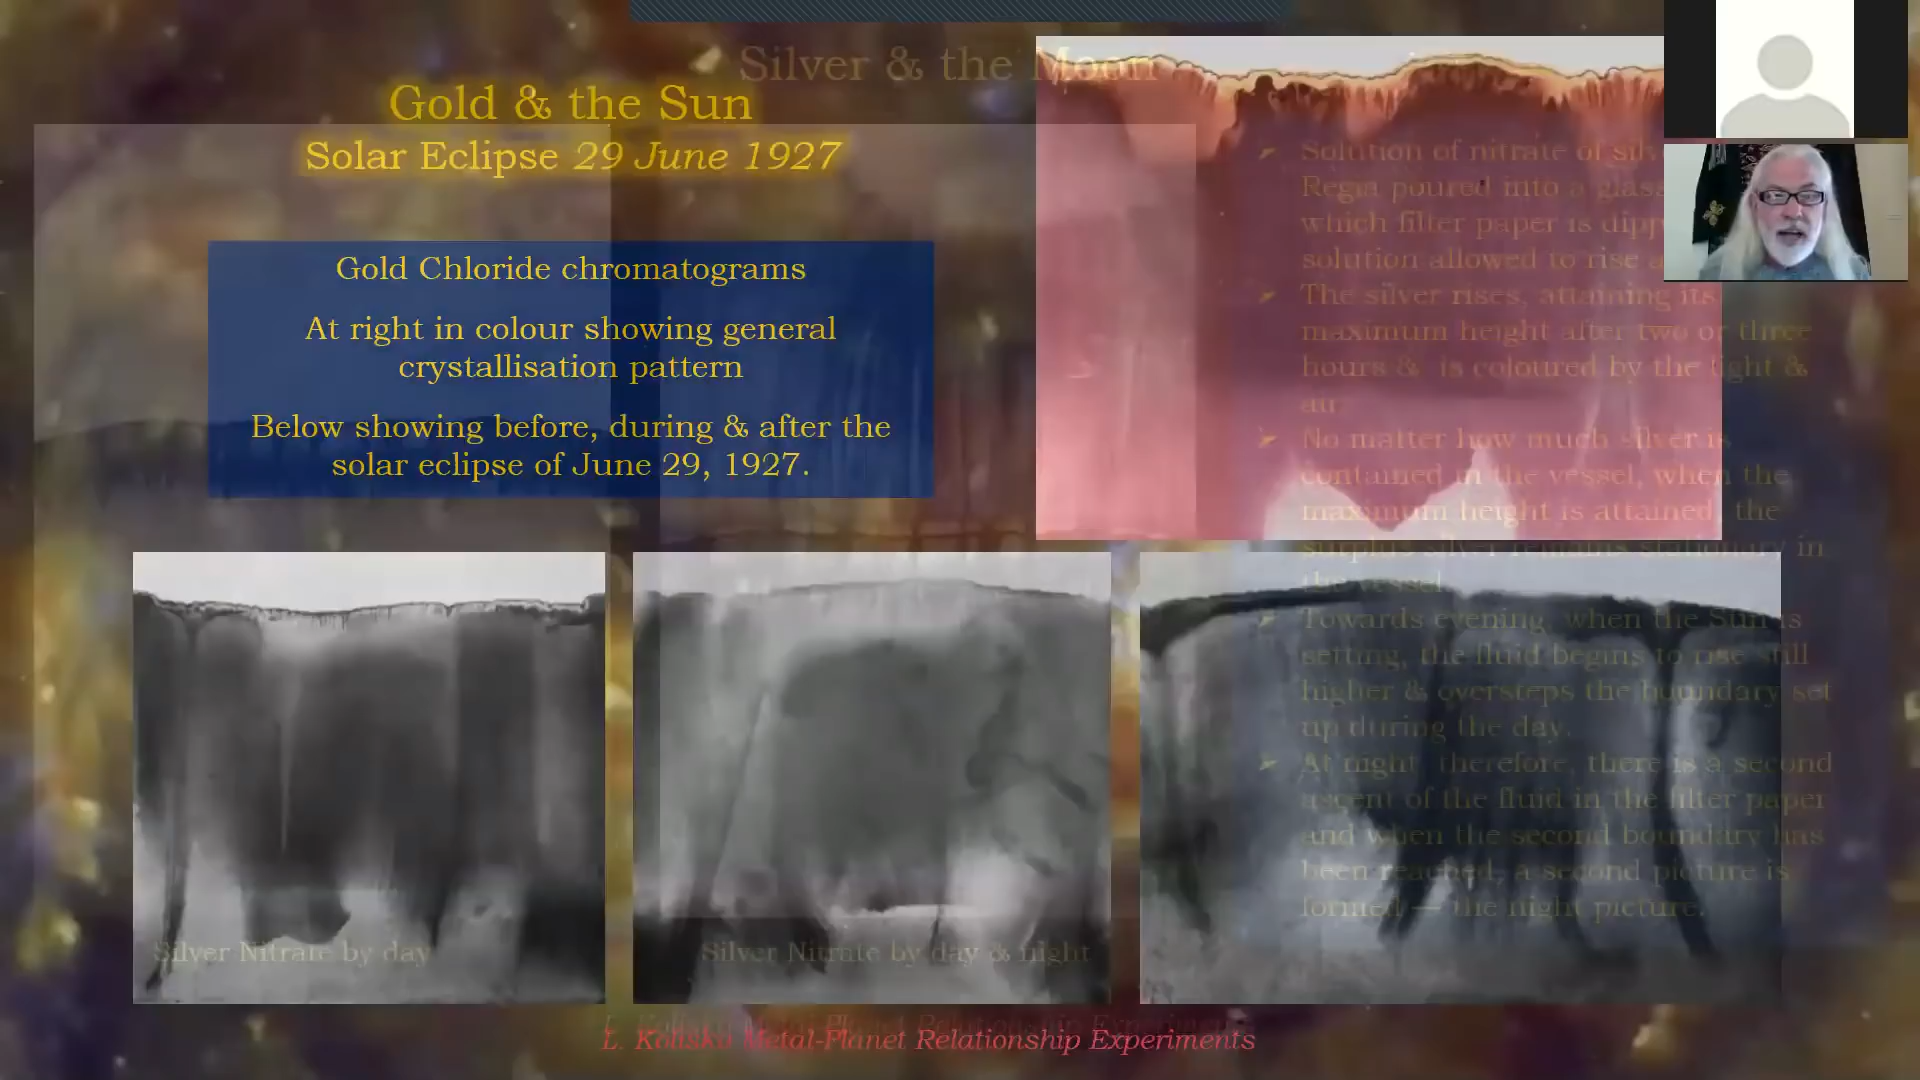 Silver & the Moon
Gold & the Sun
Solar Eclipse 29 June 1927
Gold Chloride chromatograms
At right in colour showing general
crystallisation pattern
Below showing before, during & after the
solar eclipse of June 29, 1927.
Solution of nitrate of
Regia poured into a glass
which filter paper is
solution allowed to rise
The silver rises, attaining its
maximum height after two or three
hours & is coloured by the light &
air.
No matter how much silver is
contained in the vessel, when the
maximum height is attained, the
surplus silver remains stationary in
the vessel.
Towards evening, when the Sun is
setting, the fluid begins to rise still
higher & oversteps the boundary set
up during the day.
At night, therefore, there is a second
ascent of the fluid in the filter paper
and when the second boundary has
been reached, a second picture is
formed — the night picture.
Silver Nitrate by day
Silver Nitrate by day & night
L. Kolisko Metal-Planet Relationship Experiments